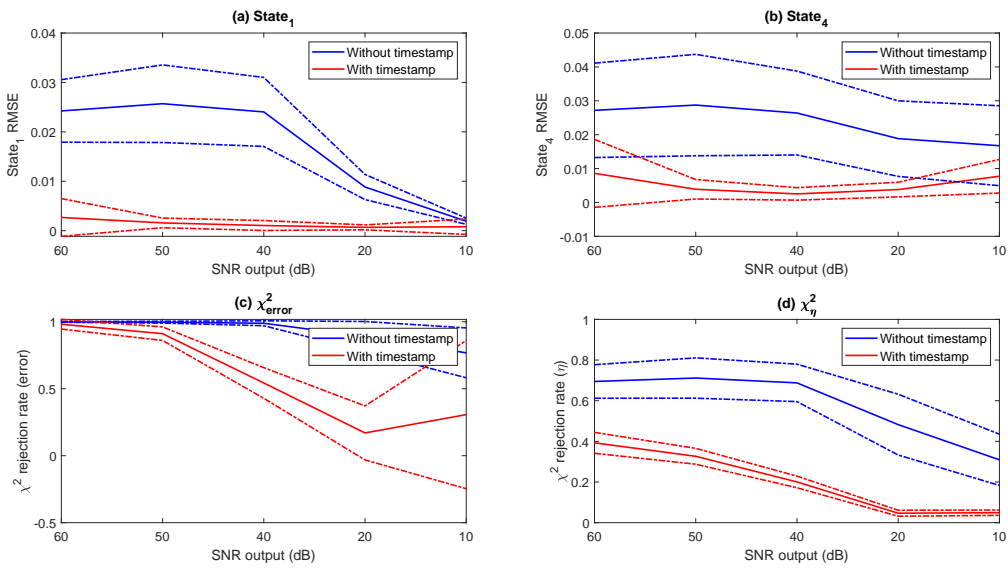 (a) State₁
0.04
0.03
0.02
0.01
0
State₁ RMSE
60
50
40
20
10
SNR output (dB)
Without timestamp
With timestamp
(b) State₄
0.05
0.04
0.03
0.02
0.01
0
-0.01
State₄ RMSE
60
50
40
20
10
SNR output (dB)
Without timestamp
With timestamp
(c) χ²error
1
0.5
0
-0.5
χ² rejection rate (error)
60
50
40
20
10
SNR output (dB)
Without timestamp
With timestamp
(d) χ²η
1
0.8
0.6
0.4
0.2
0
χ² rejection rate (η)
60
50
40
20
10
SNR output (dB)
Without timestamp
With timestamp